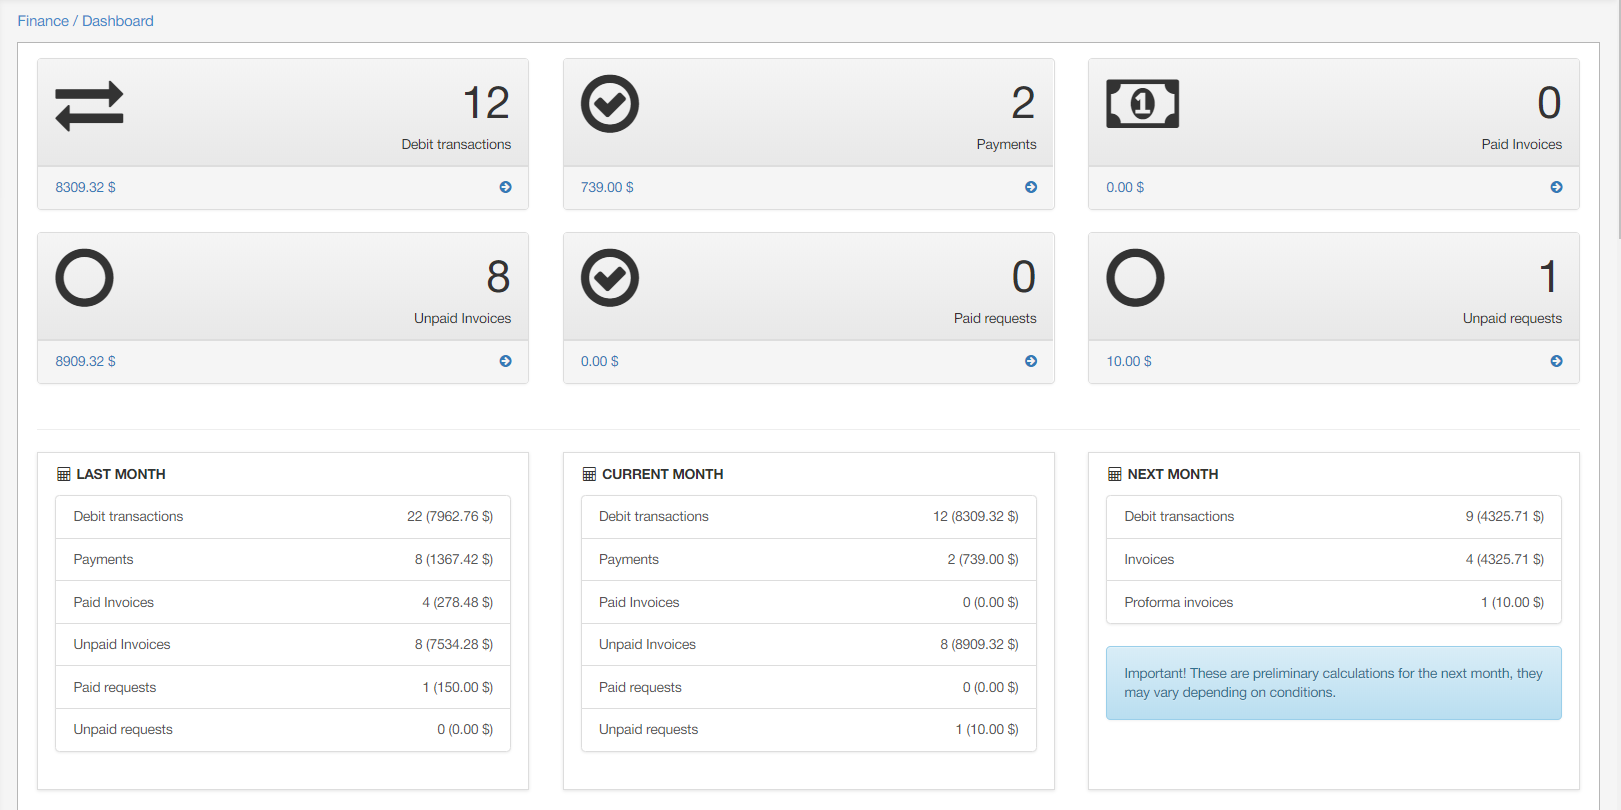 Finance / Dashboard
12
Debit transactions
8309.32 $
2
Payments
739.00 $
1
0
Paid Invoices
0.00 $
8
Unpaid Invoices
8909.32 $
0
Paid requests
0.00 $
1
Unpaid requests
10.00 $
LAST MONTH
Debit transactions 22 (7962.76 $)
Payments 8 (1367.42 $)
Paid Invoices 4 (278.48 $)
Unpaid Invoices 8 (7534.28 $)
Paid requests 1 (150.00 $)
Unpaid requests 0 (0.00 $)
CURRENT MONTH
Debit transactions 12 (8309.32 $)
Payments 2 (739.00 $)
Paid Invoices 0 (0.00 $)
Unpaid Invoices 8 (8909.32 $)
Paid requests 0 (0.00 $)
Unpaid requests 1 (10.00 $)
NEXT MONTH
Debit transactions 9 (4325.71 $)
Invoices 4 (4325.71 $)
Proforma invoices 1 (10.00 $)
Important! These are preliminary calculations for the next month, they
may vary depending on conditions.